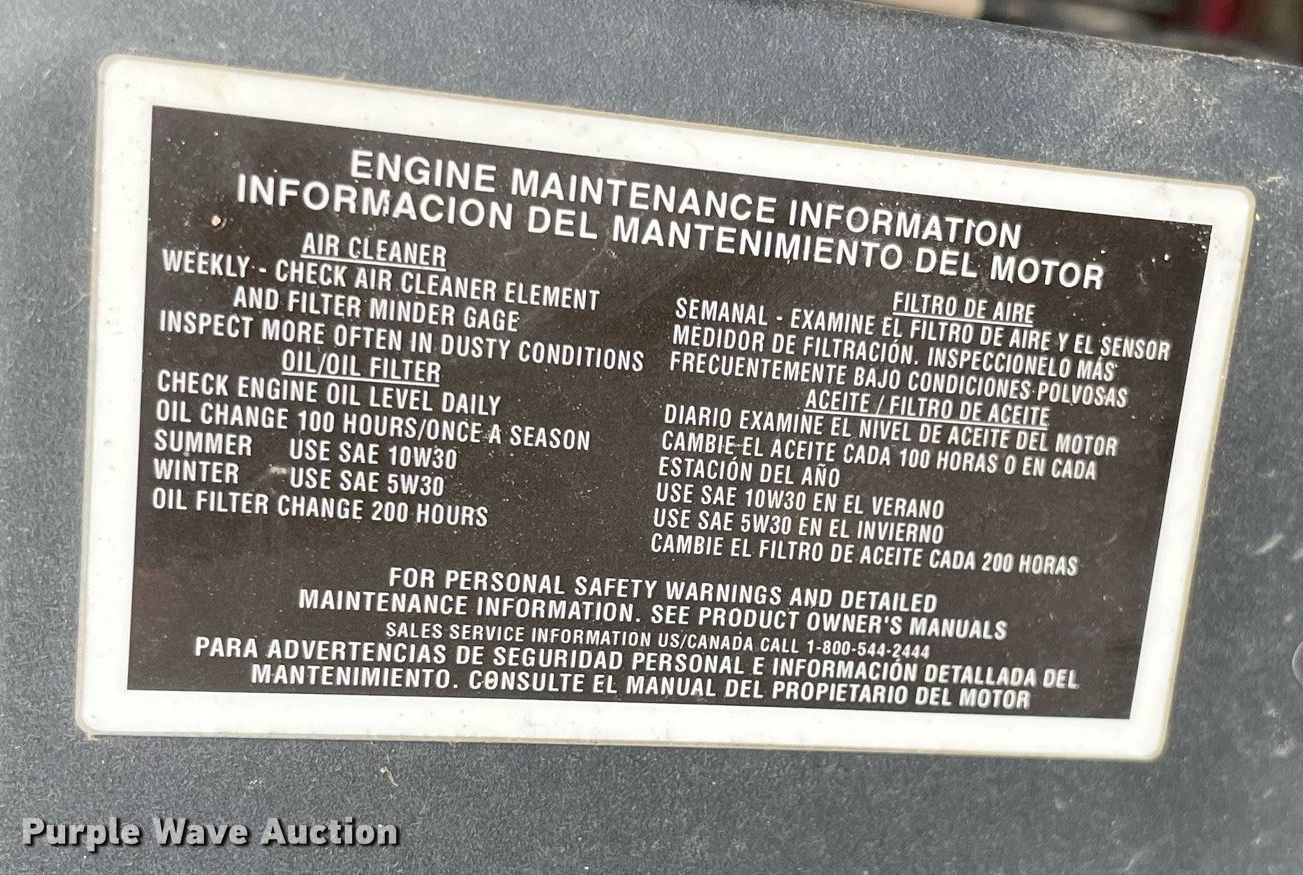 ENGINE MAINTENANCE INFORMATION
INFORMACION DEL MANTENIMIENTO DEL MOTOR
AIR CLEANER
WEEKLY - CHECK AIR CLEANER ELEMENT
AND FILTER MINDER GAGE
INSPECT MORE OFTEN IN DUSTY CONDITIONS
OIL/OIL FILTER
CHECK ENGINE OIL LEVEL DAILY
OIL CHANGE 100 HOURS/ONCE A SEASON
SUMMER USE SAE 10W30
WINTER USE SAE 5W30
OIL FILTER CHANGE 200 HOURS
FILTRO DE AIRE
SEMANAL - EXAMINE EL FILTRO DE AIRE Y EL SENSOR
MEDIDOR DE FILTRACIÓN. INSPECCIONELO MÁS
FRECUENTEMENTE BAJO CONDICIONES POLVOSAS
ACEITE / FILTRO DE ACEITE
DIARIO EXAMINE EL NIVEL DE ACEITE DEL MOTOR
CAMBIE EL ACEITE CADA 100 HORAS O EN CADA
ESTACIÓN DEL AÑO
USE SAE 10W30 EN EL VERANO
USE SAE 5W30 EN EL INVIERNO
CAMBIE EL FILTRO DE ACEITE CADA 200 HORAS
FOR PERSONAL SAFETY WARNINGS AND DETAILED
MAINTENANCE INFORMATION. SEE PRODUCT OWNER'S MANUALS
SALES SERVICE INFORMATION US/CANADA CALL 1-800-544-2444
PARA ADVERTENCIAS DE SEGURIDAD PERSONAL E INFORMACIÓN DETALLADA DEL
MANTENIMIENTO. CONSULTE EL MANUAL DEL PROPIETARIO DEL MOTOR
Purple Wave Auction